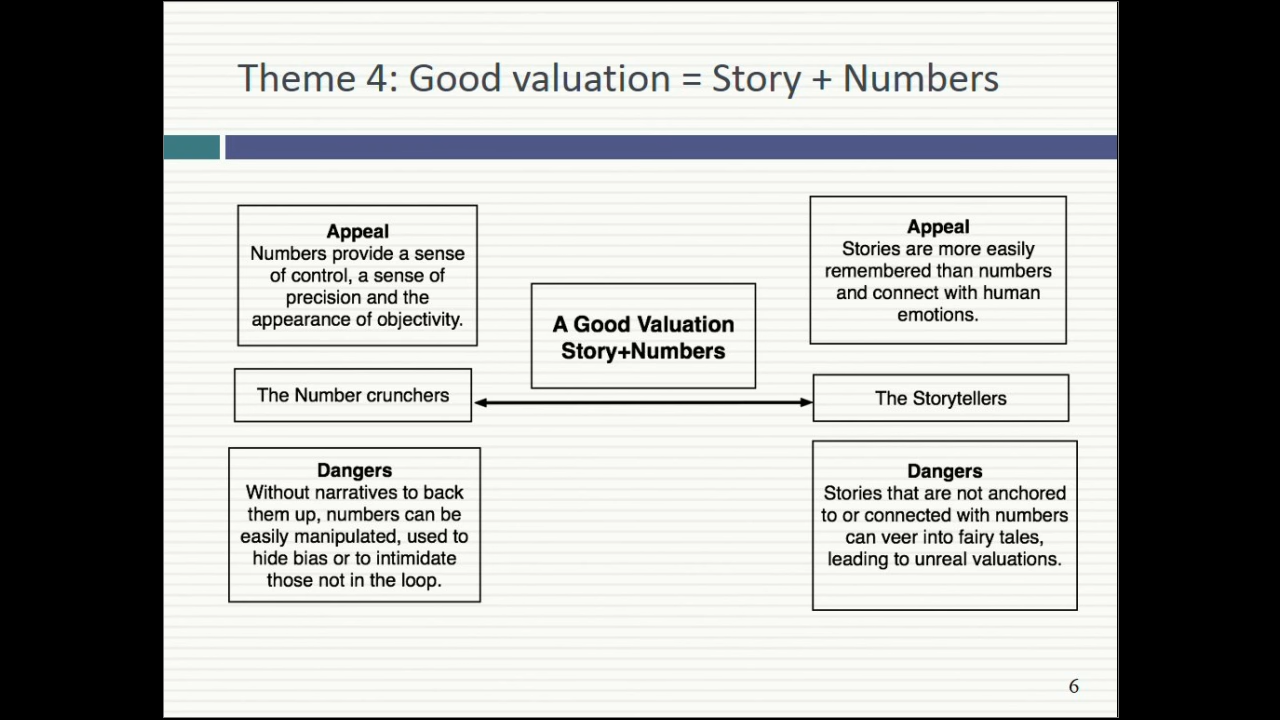 Theme 4: Good valuation = Story + Numbers
Appeal
Numbers provide a sense
of control, a sense of
precision and the
appearance of objectivity.
The Number crunchers
Dangers
Without narratives to back
them up, numbers can be
easily manipulated, used to
hide bias or to intimidate
those not in the loop.
A Good Valuation
Story+Numbers
Appeal
Stories are more easily
remembered than numbers
and connect with human
emotions.
The Storytellers
Dangers
Stories that are not anchored
to or connected with numbers
can veer into fairy tales,
leading to unreal valuations.
6